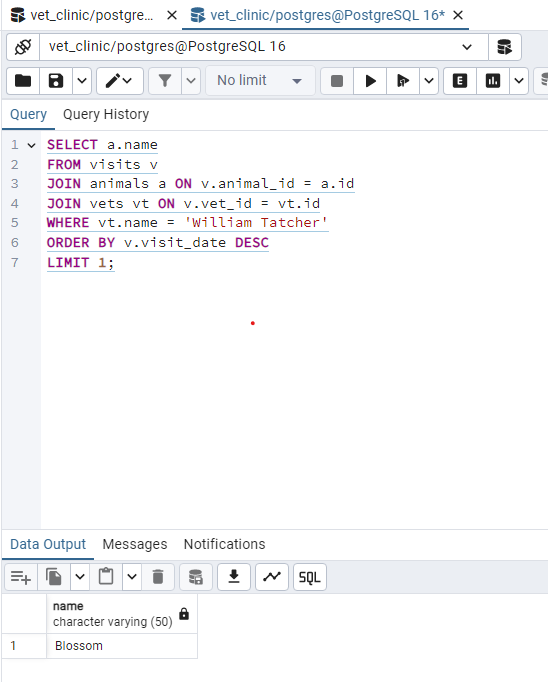 vet_clinic/postgre...
vet_clinic/postgres@PostgreSQL 16*
vet_clinic/postgres@PostgreSQL 16
No limit
E
Query
Query History
1 SELECT a.name
2 FROM visits v
3 JOIN animals a ON v.animal_id = a.id
4 JOIN vets vt ON v.vet_id = vt.id
5 WHERE vt.name = 'William Tatcher'
6 ORDER BY v.visit_date DESC
7 LIMIT 1;
Data Output
Messages
Notifications
SQL
name
character varying (50)
1
Blossom